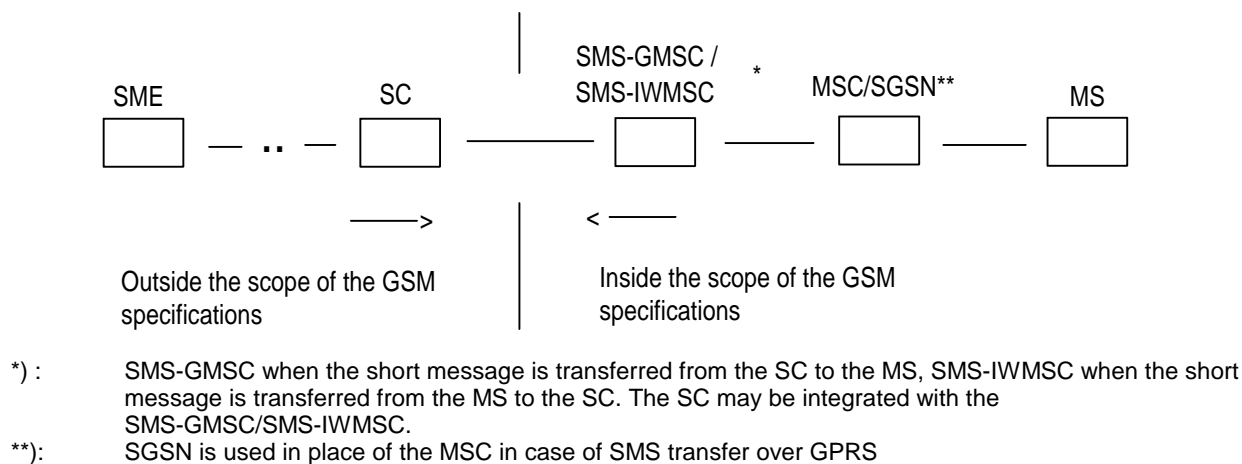 SMS-GMSC /
SMS-IWMSC *
SME SC MSC/SGSN** MS
. .
> <
Outside the scope of the GSM
specifications
Inside the scope of the GSM
specifications
*) : SMS-GMSC when the short message is transferred from the SC to the MS, SMS-IWMSC when the short
message is transferred from the MS to the SC. The SC may be integrated with the
SMS-GMSC/SMS-IWMSC.
**): SGSN is used in place of the MSC in case of SMS transfer over GPRS